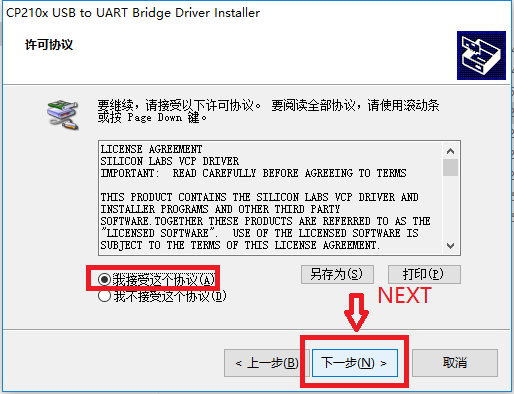 CP210x USB to UART Bridge Driver Installer
许可协议
要继续，请接受以下许可协议。 要阅读全部协议，请使用滚动条
或按 Page Down 键。
LICENSE AGREEMENT
SILICON LABS VCP DRIVER
IMPORTANT:  READ CAREFULLY BEFORE AGREEING TO TERMS
THIS PRODUCT CONTAINS THE SILICON LABS VCP DRIVER AND
INSTALLER PROGRAMS AND OTHER THIRD PARTY
SOFTWARE.TOGETHER THESE PRODUCTS ARE REFERRED TO AS THE
"LICENSED SOFTWARE".  USE OF THE LICENSED SOFTWARE IS
SUBJECT TO THE TERMS OF THIS LICENSE AGREEMENT.
我接受这个协议(A)
另存为(S) 打印(P)
我不接受这个协议(D)
NEXT
< 上一步(B) 下一步(N) > 取消